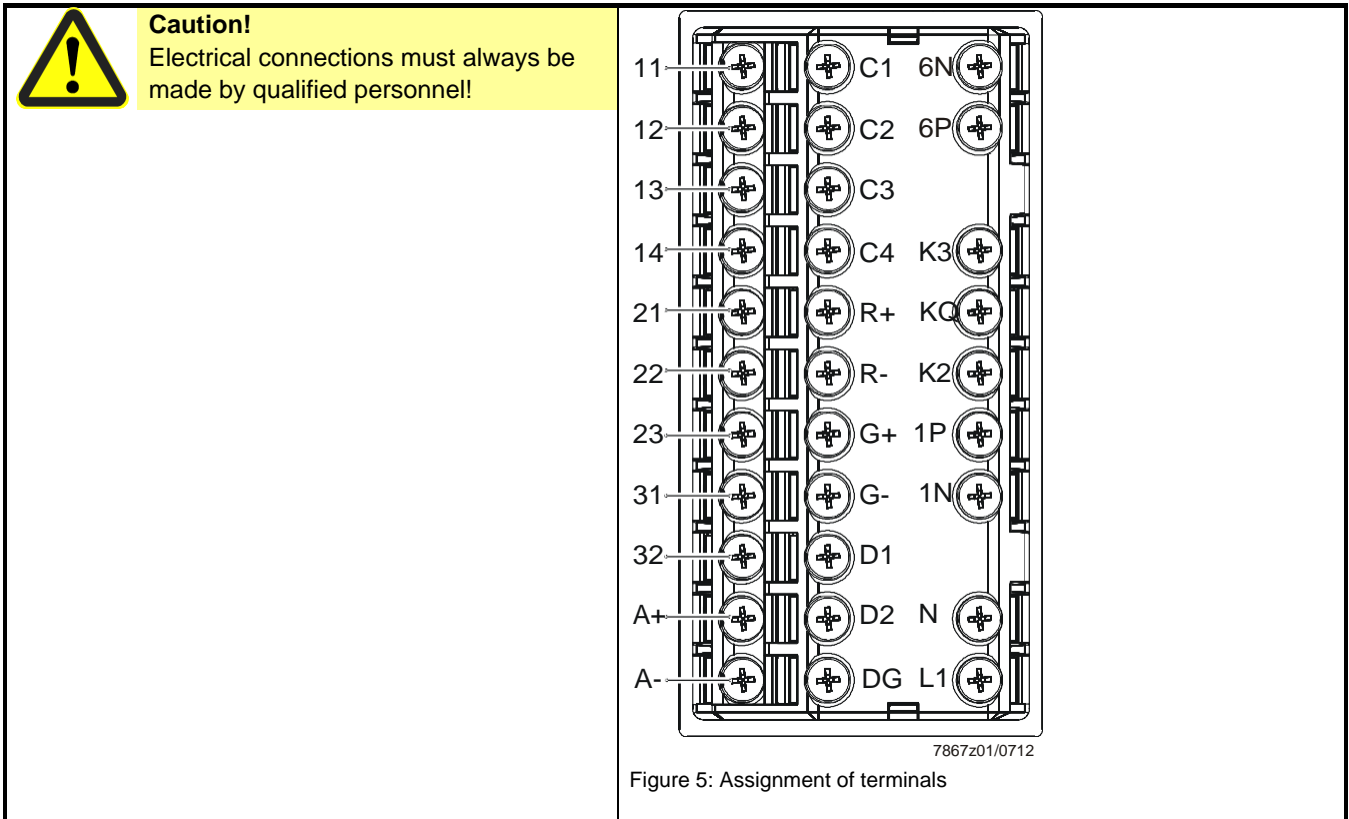 Caution!
Electrical connections must always be
made by qualified personnel!
11 C1 6N
12 C2 6P
13 C3
14 C4 K3
21 R+ KQ
22 R- K2
23 G+ 1P
31 G- 1N
32 D1
A+ D2 N
A- DG L1
7867z01/0712
Figure 5: Assignment of terminals